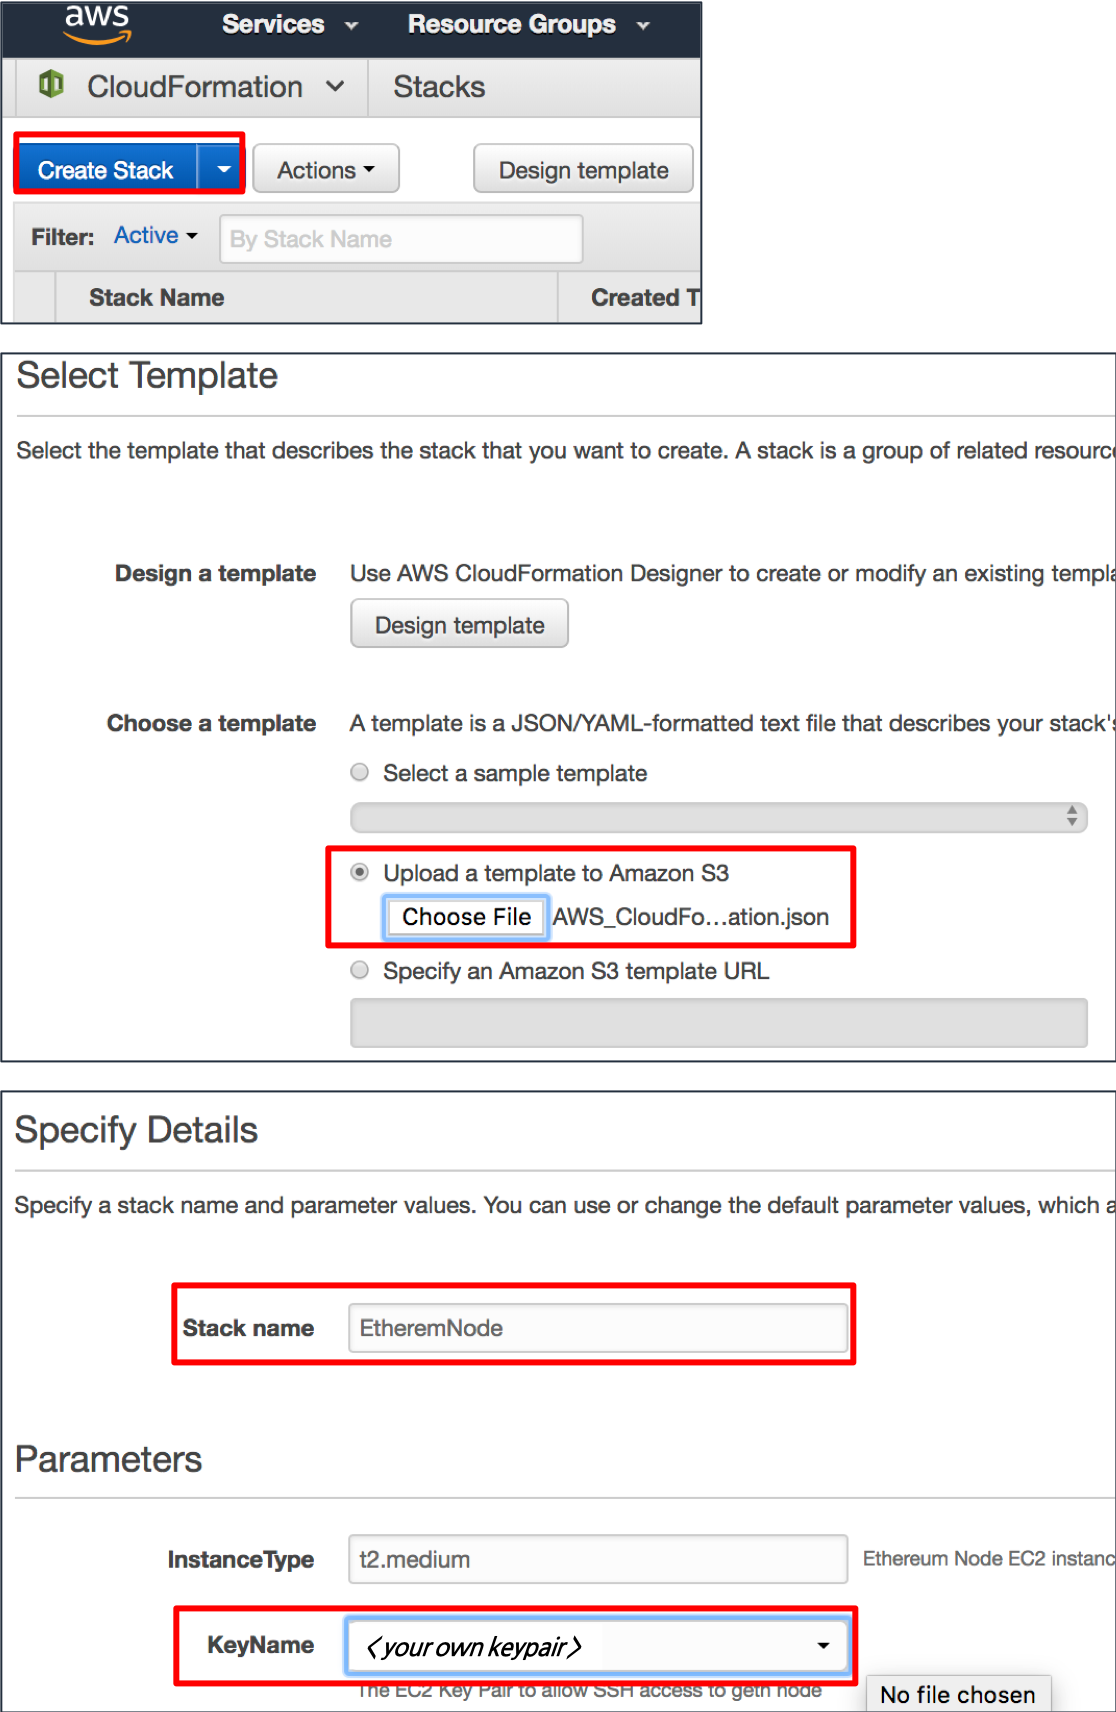 aws Services Resource Groups
CloudFormation Stacks
Create Stack Actions Design template
Filter: Active By Stack Name
Stack Name Created T
Select Template
Select the template that describes the stack that you want to create. A stack is a group of related resourc
Design a template Use AWS CloudFormation Designer to create or modify an existing templ
Design template
Choose a template A template is a JSON/YAML-formatted text file that describes your stack's
Select a sample template
Upload a template to Amazon S3
Choose File AWS_CloudFo...ation.json
Specify an Amazon S3 template URL
Specify Details
Specify a stack name and parameter values. You can use or change the default parameter values, which a
Stack name EtheremNode
Parameters
InstanceType t2.medium Ethereum Node EC2 instanc
KeyName <your own keypair>
The EC2 Key Pair to allow SSH access to geth node
No file chosen